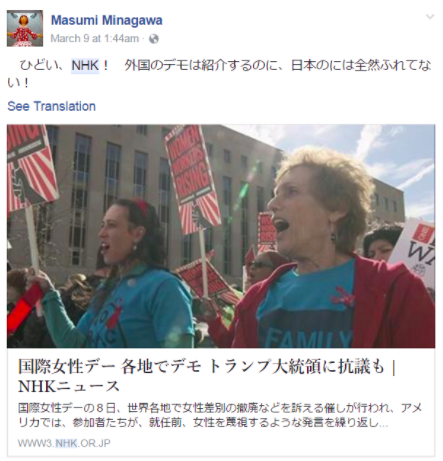 Masumi Minagawa
March 9 at 1:44am ·
ひどい、NHK！　外国のデモは紹介するのに、日本のには全然ふれてな
い！
See Translation
WOMEN
WORKERS
RISING
FAMILY
国際女性デー 各地でデモ トランプ大統領に抗議も |
NHKニュース
国際女性デーの８日、世界各地で女性差別の撤廃などを訴える催しが行われ、アメ
リカでは、参加者たちが、就任前、女性を蔑視するような発言を繰り返し...
WWW3.NHK.OR.JP